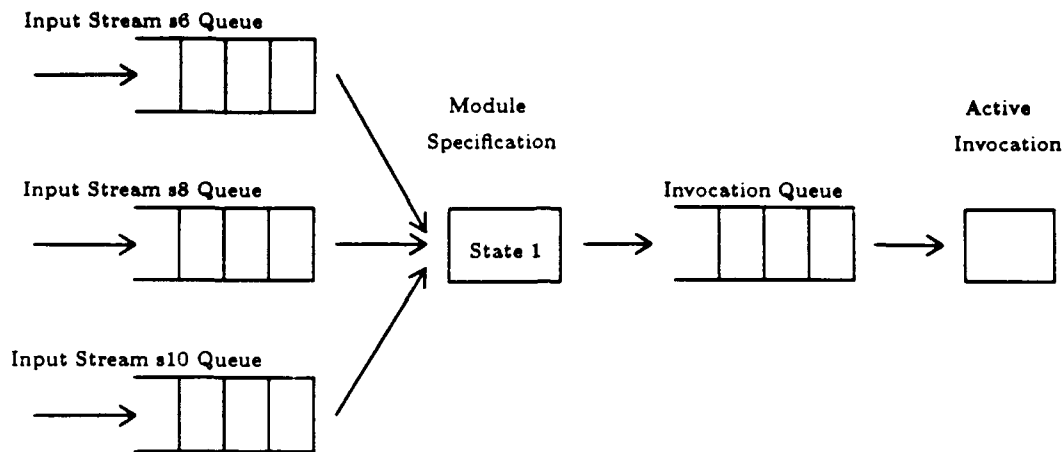 Input Stream s6 Queue
Module
Specification
Active
Invocation
Input Stream s8 Queue
Invocation Queue
State 1
Input Stream s10 Queue